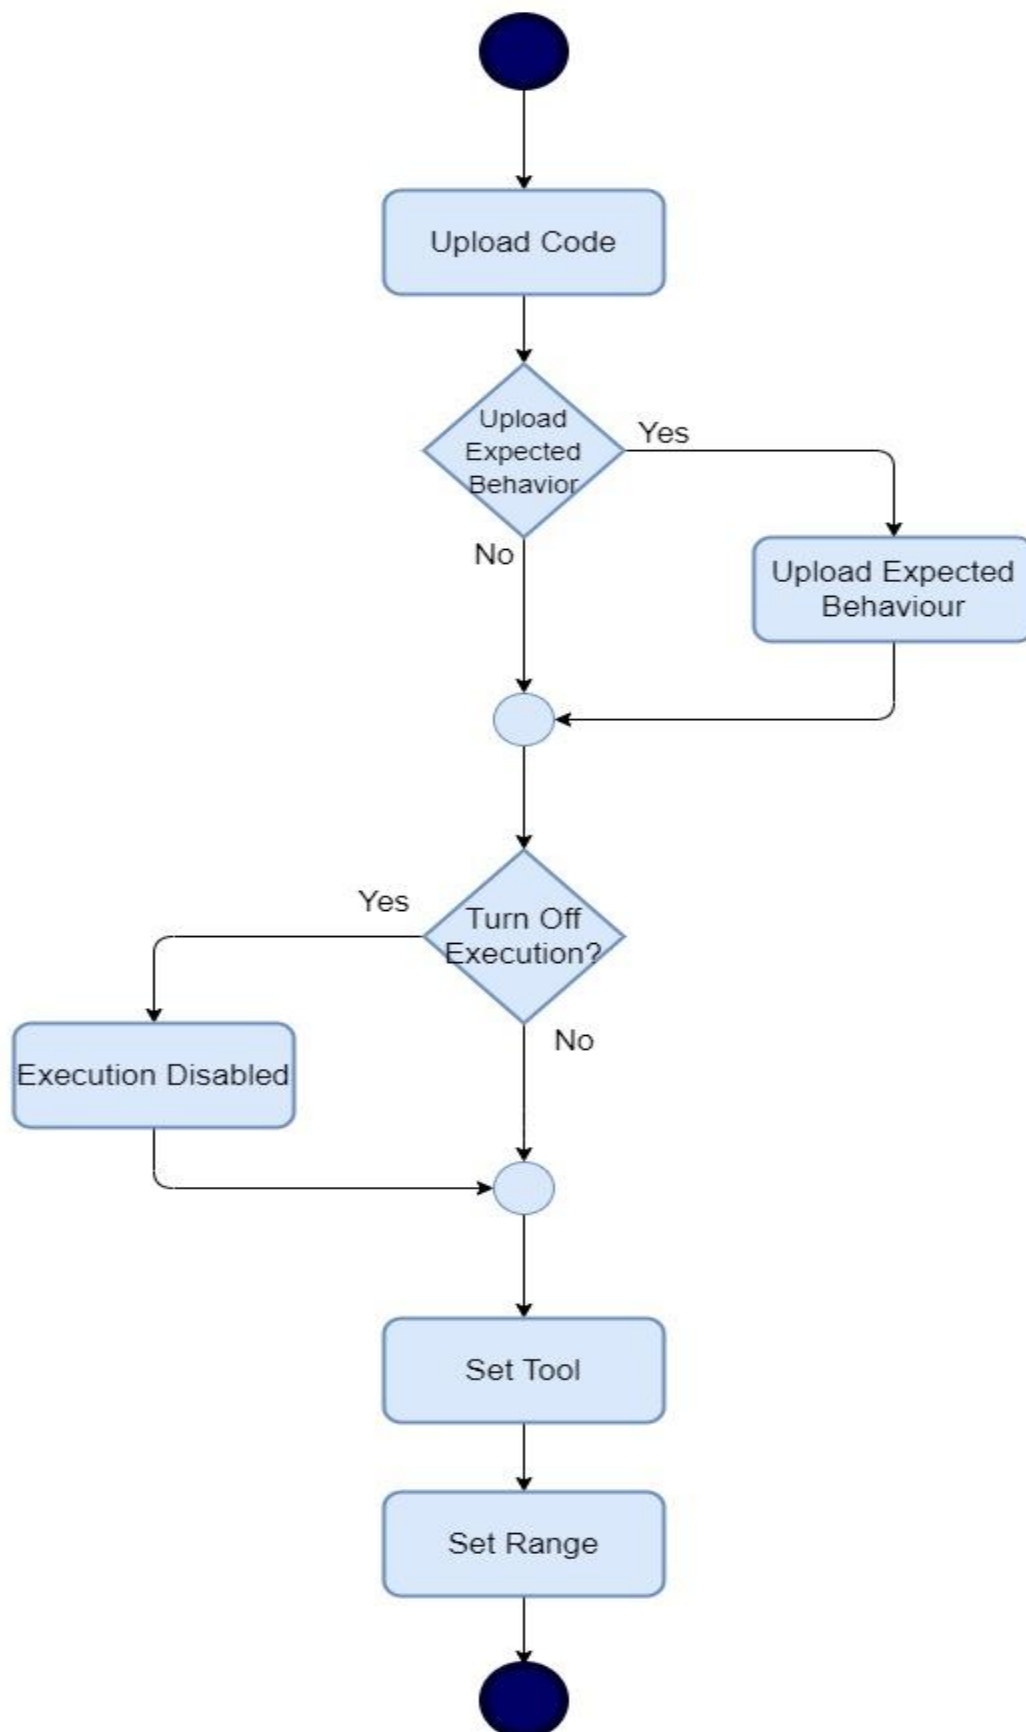 Upload Code
Upload
Expected
Behavior
Yes
No
Upload Expected
Behaviour
Yes
Turn Off
Execution?
No
Execution Disabled
Set Tool
Set Range